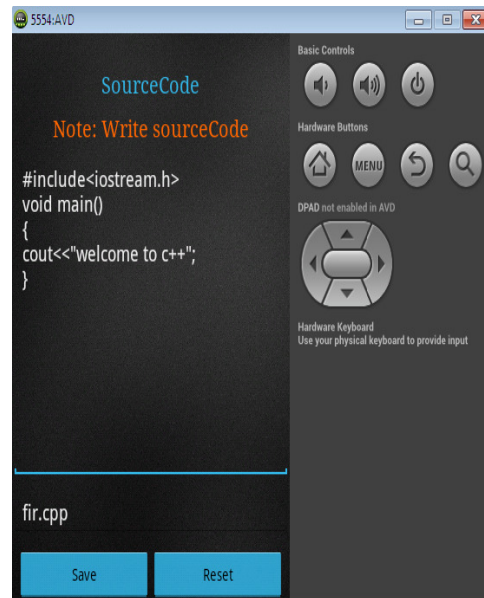 5554:AVD
SourceCode
Note: Write sourceCode
#include<iostream.h>
void main()
{
cout<<"welcome to c++";
}
fir.cpp
Save
Reset
Basic Controls
Hardware Buttons
MENU
DPAD not enabled in AVD
Hardware Keyboard
Use your physical keyboard to provide input